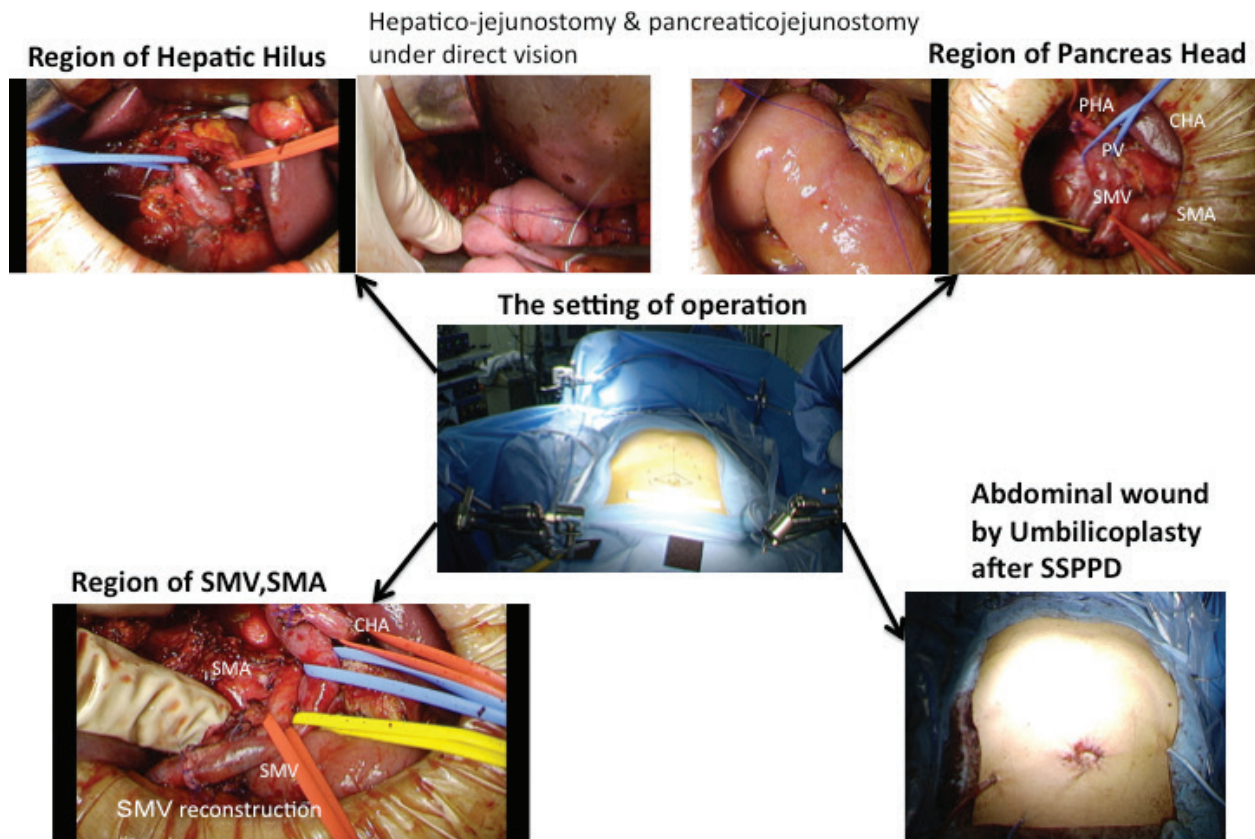 Hepatico-jejunostomy & pancreaticojejunostomy
under direct vision
Region of Hepatic Hilus
Region of Pancreas Head
PHA
CHA
PV
SMV
SMA
The setting of operation
Region of SMV,SMA
CHA
SMA
SMV
SMV reconstruction
Abdominal wound
by Umbilicoplasty
after SSPPD